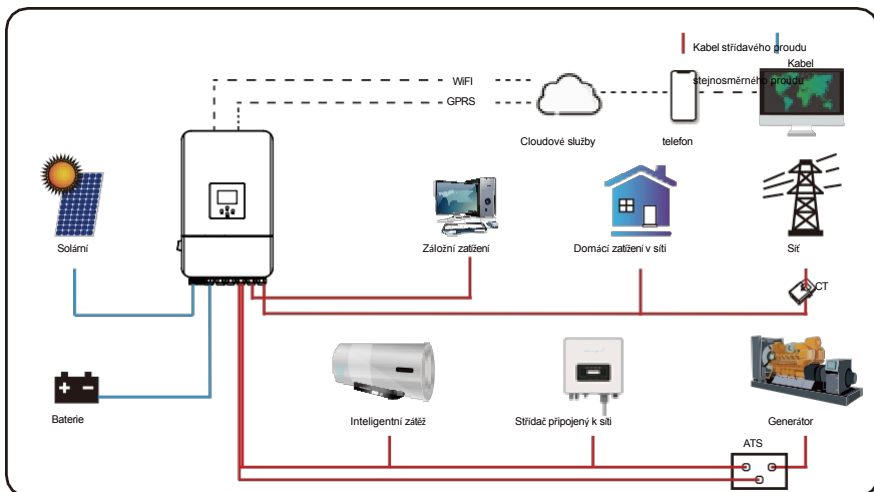 Kabel střídavého proudu
Kabel
stejnosměrného proudu
WiFI
GPRS
Cloudové služby
telefon
Solární
Záložní zatížení
Domácí zatížení v síti
Síť
CT
Baterie
Inteligentní zátěž
Střídač připojený k síti
Generátor
ATS